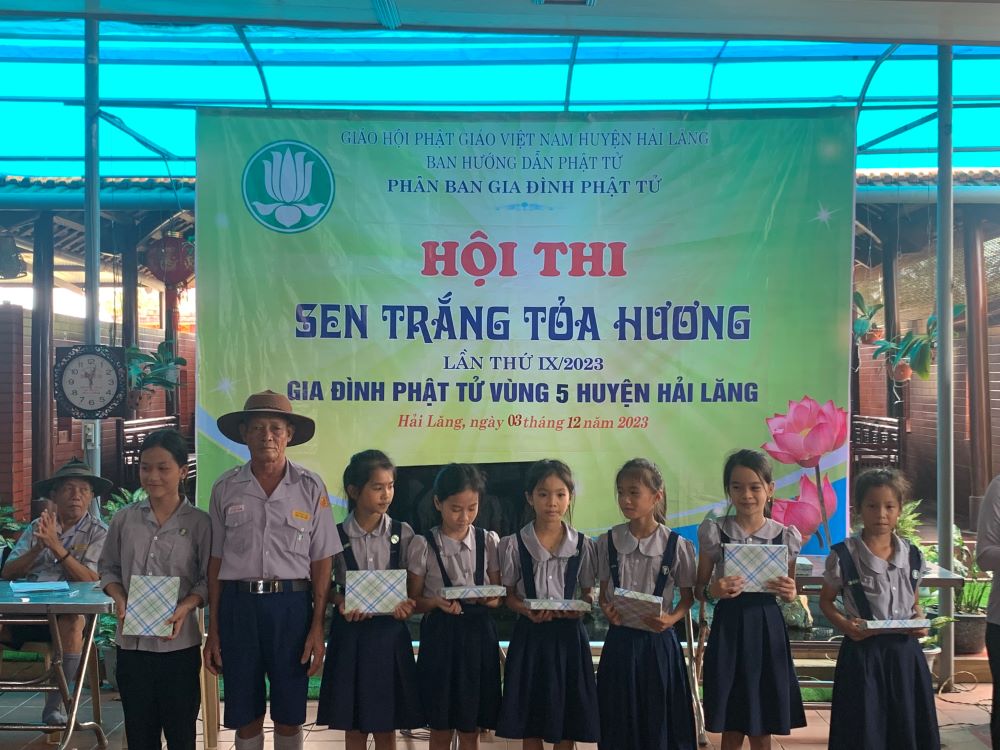 GIÁO HỘI PHẬT GIÁO VIỆT NAM HUYỆN HẢI LĂNG
BAN HƯỚNG DẪN PHẬT TỬ
PHÂN BAN GIA ĐÌNH PHẬT TỬ
HỘI THI
SEN TRẮNG TỎA HƯƠNG
LẦN THỨ IX/2023
GIA ĐÌNH PHẬT TỬ VÙNG 5 HUYỆN HẢI LĂNG
Hải Lăng, ngày 03 tháng 12 năm 2023